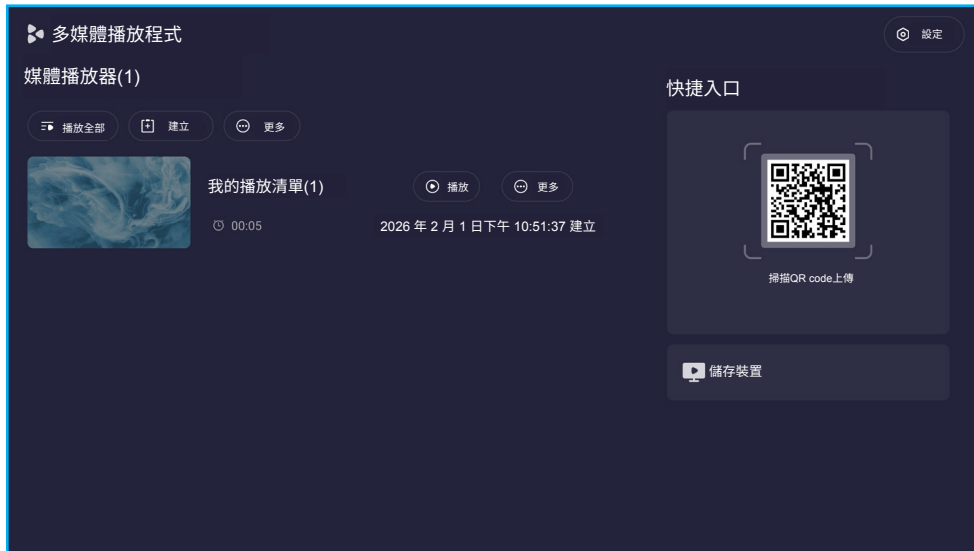 多媒體播放程式
設定
媒體播放器(1)
快捷入口
播放全部
建立
更多
我的播放清單(1)
播放
更多
00:05
2026 年 2 月 1 日下午 10:51:37 建立
掃描QR code上傳
儲存裝置